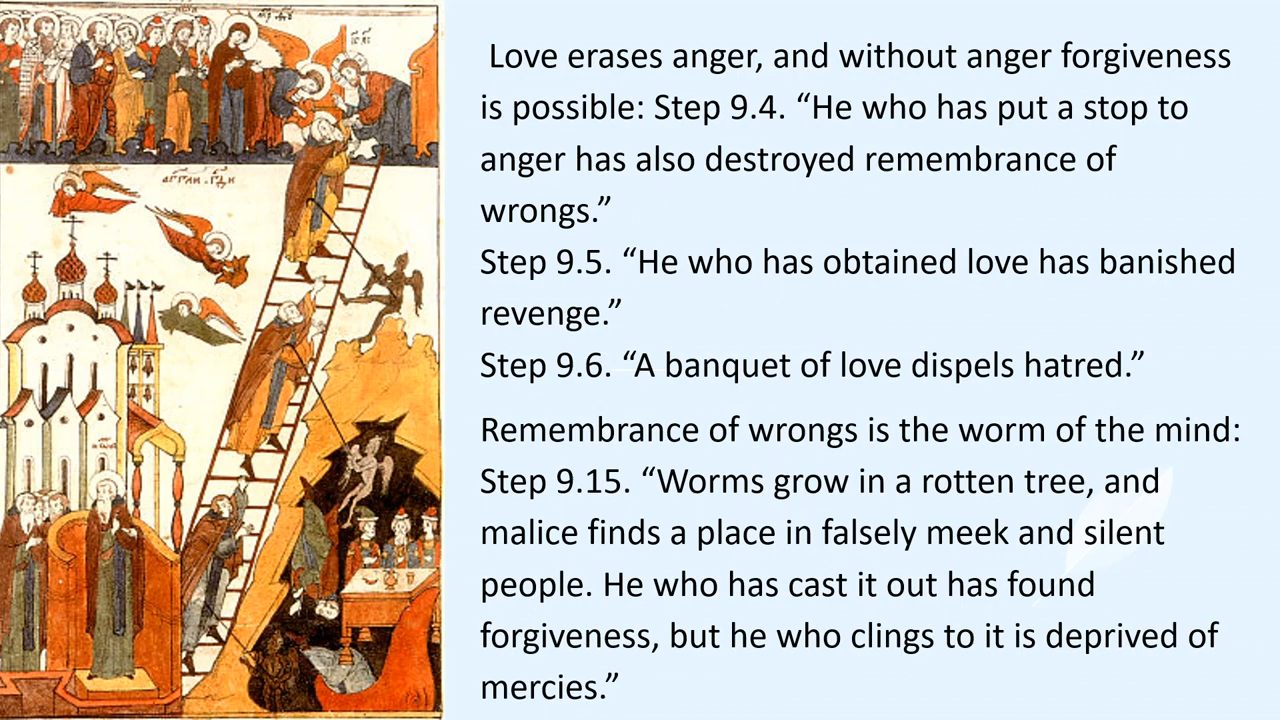 Love erases anger, and without anger forgiveness
is possible: Step 9.4. “He who has put a stop to
anger has also destroyed remembrance of
wrongs.”
Step 9.5. “He who has obtained love has banished
revenge.”
Step 9.6. “A banquet of love dispels hatred.”
Remembrance of wrongs is the worm of the mind:
Step 9.15. “Worms grow in a rotten tree, and
malice finds a place in falsely meek and silent
people. He who has cast it out has found
forgiveness, but he who clings to it is deprived of
mercies.”